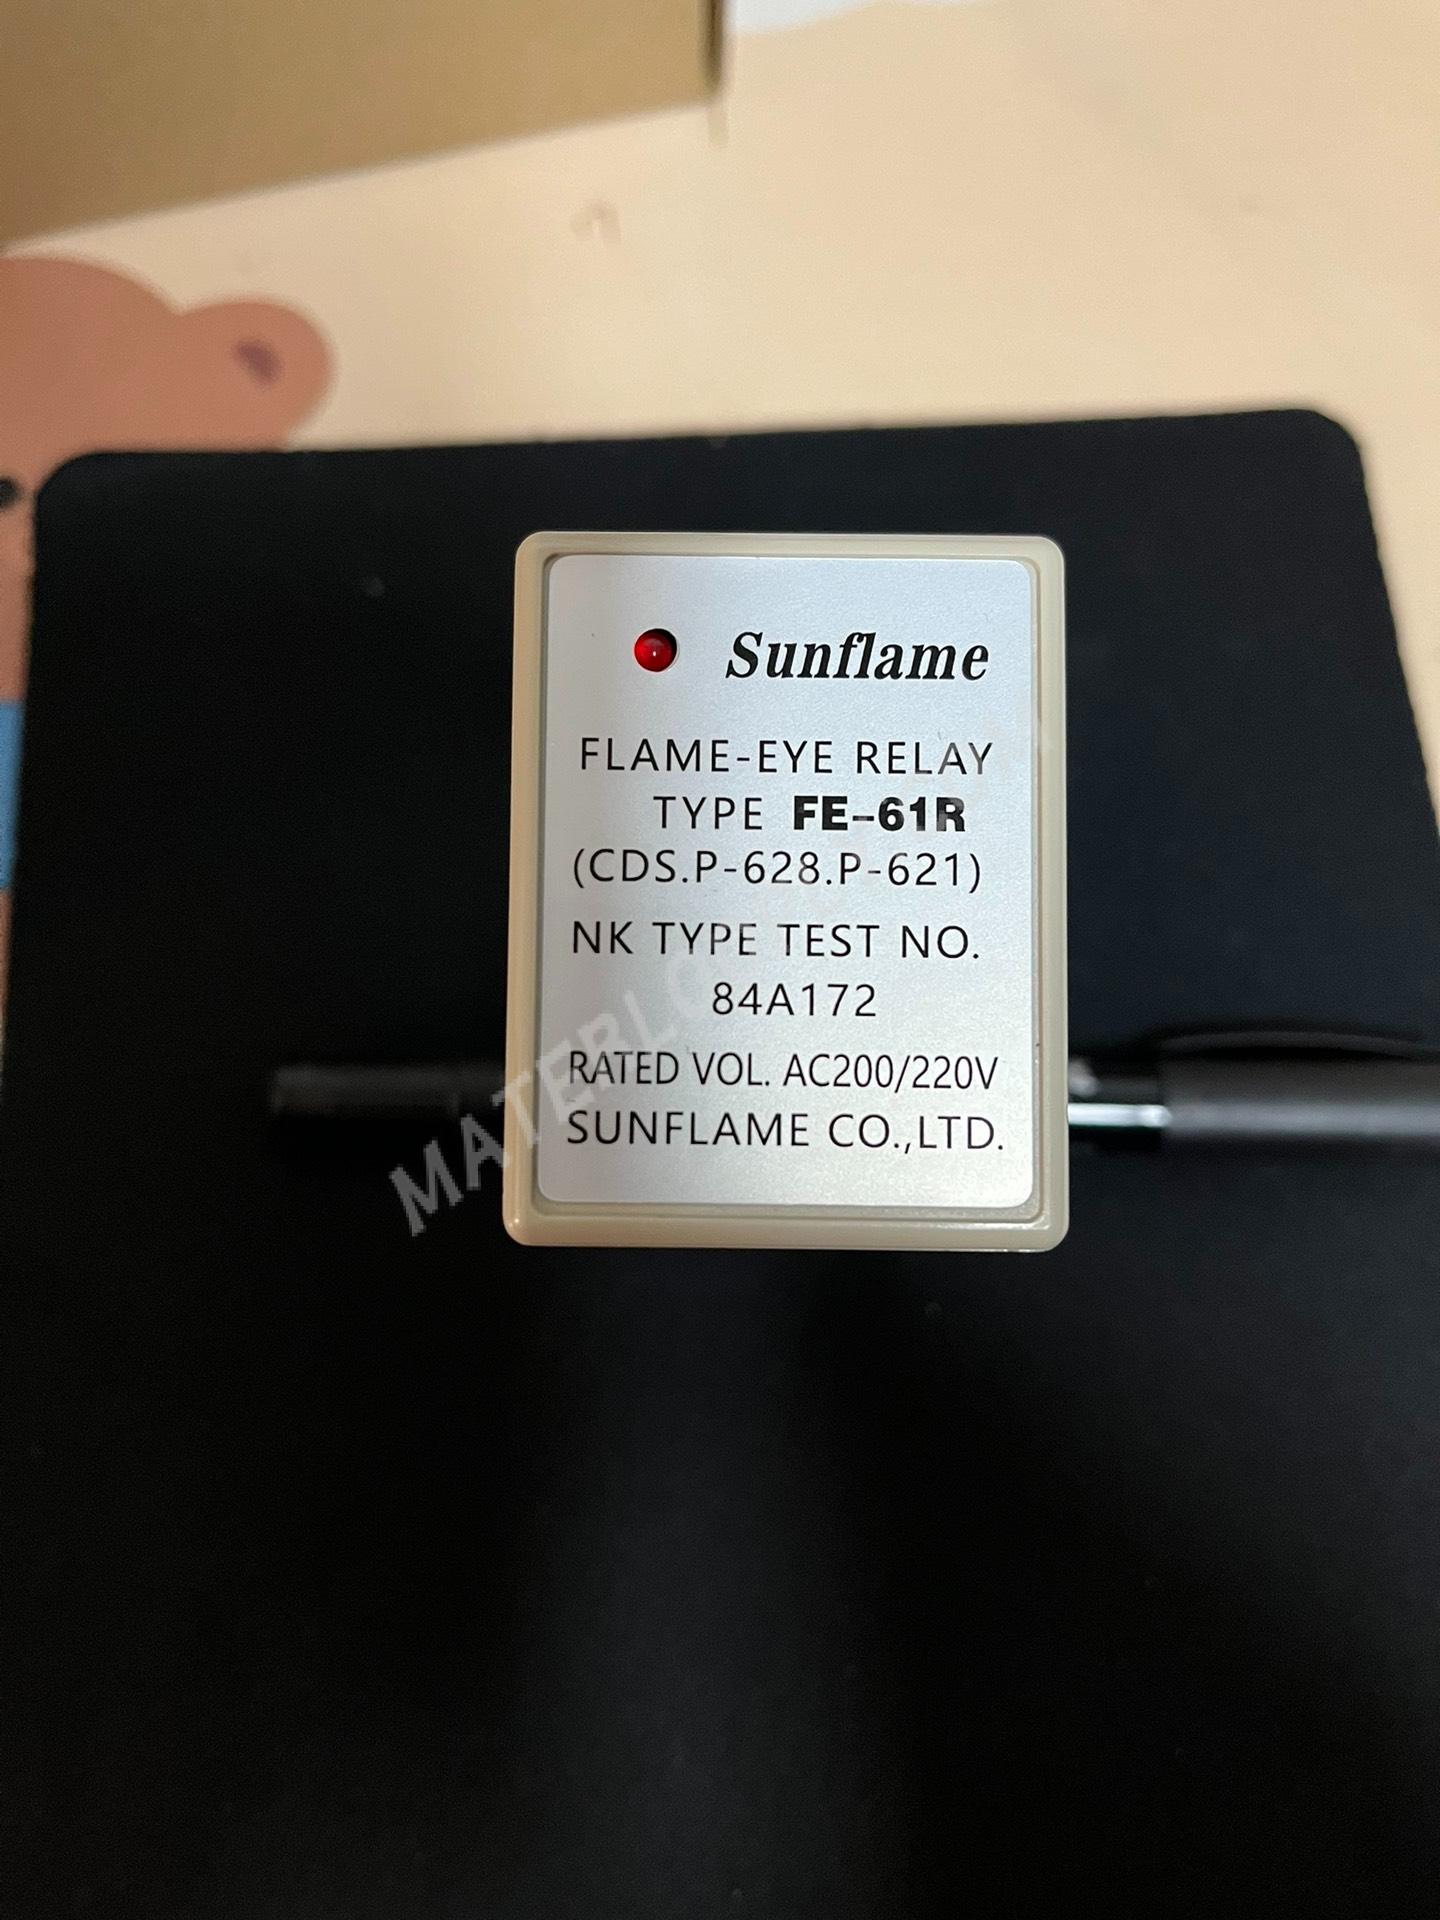 Sunflame
FLAME-EYE RELAY
TYPE FE-61R
(CDS.P-628.P-621)
NK TYPE TEST NO.
84A172
RATED VOL. AC200/220V
SUNFLAME CO.,LTD.